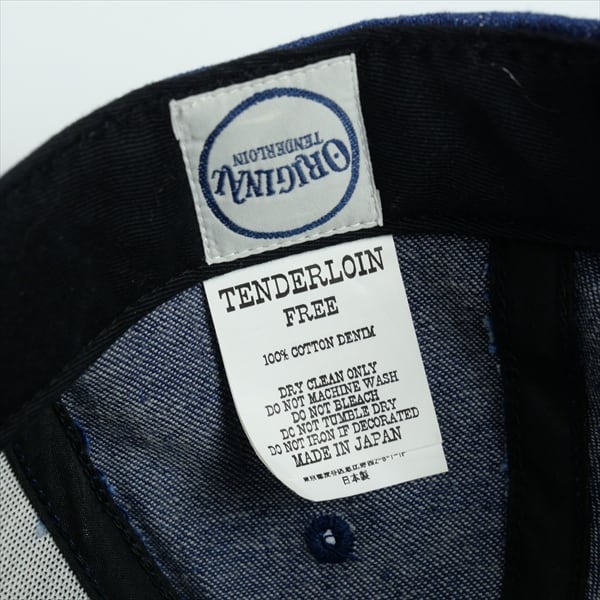 ORIGINAL
TENDERLOIN
TENDERLOIN
FREE
100% COTTON DENIM
DRY CLEAN ONLY
DO NOT MACHINE WASH
DO NOT BLEACH
DC NOT TUMBLE DRY
DO NOT IRON IF DECORATED
MADE IN JAPAN
日本製